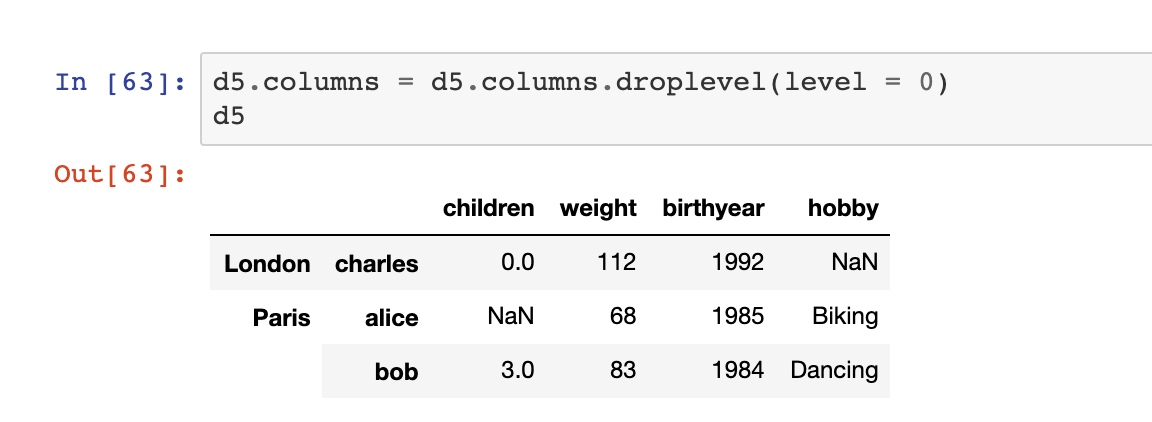 In [63]: d5.columns = d5.columns.droplevel(level = 0)
d5
Out[63]:
children weight birthyear hobby
London charles 0.0 112 1992 NaN
Paris alice NaN 68 1985 Biking
bob 3.0 83 1984 Dancing